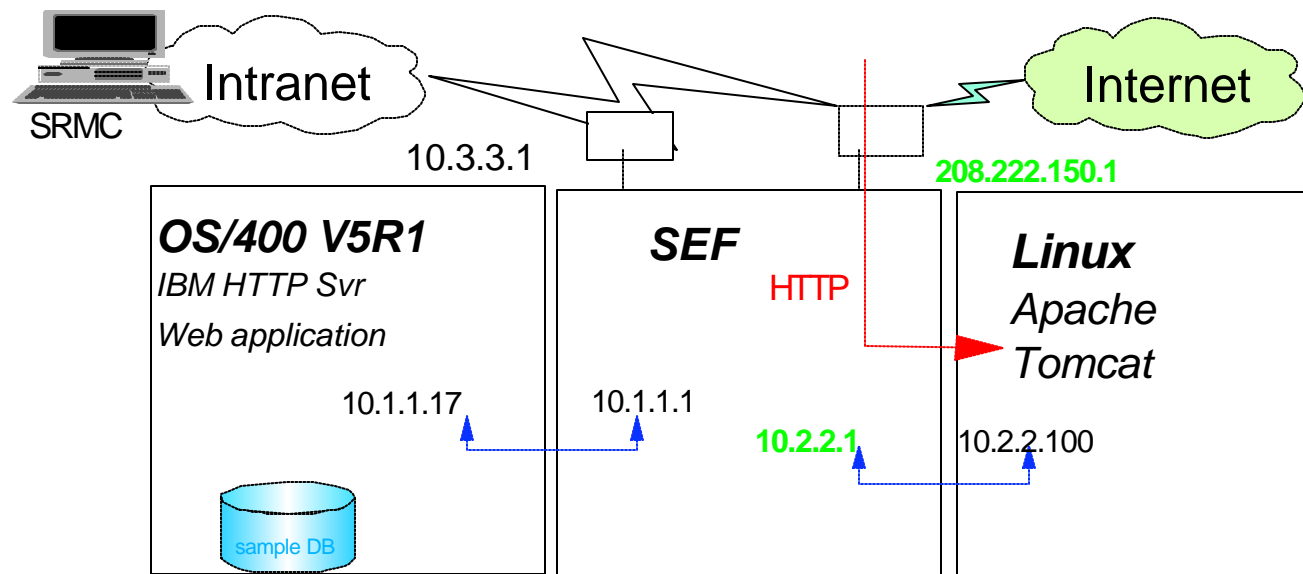 Intranet
Internet
SRMC
10.3.3.1
208.222.150.1
OS/400 V5R1
IBM HTTP Svr
Web application
SEF
HTTP
Linux
Apache
Tomcat
10.1.1.17
10.1.1.1
10.2.2.1
10.2.2.100
sample DB